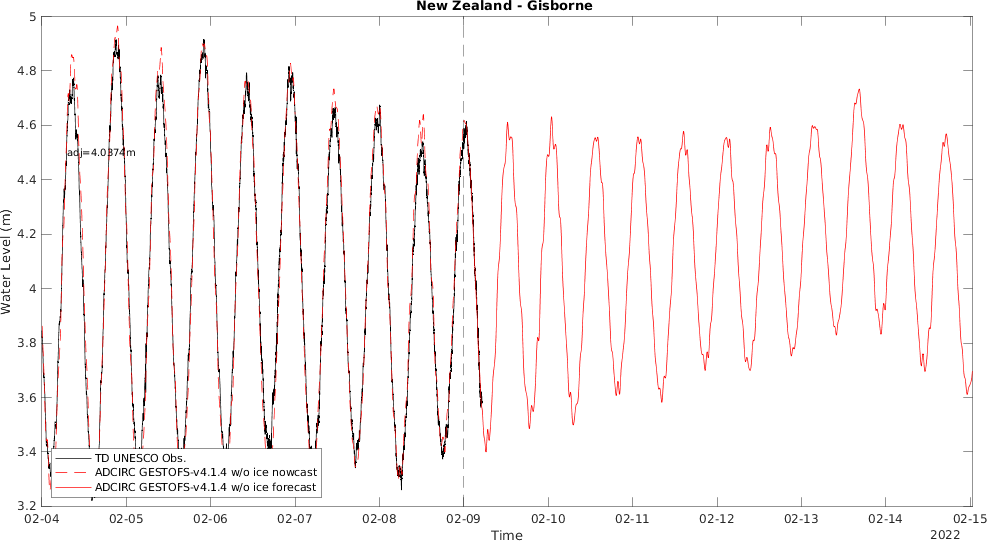 New Zealand - Gisborne
5
4.8
4.6
4.4
4.2
4
3.8
3.6
3.4
3.2
Water Level (m)
adj=4.0374m
TD UNESCO Obs.
ADCIRC GESTOFS-v4.1.4 w/o ice nowcast
ADCIRC GESTOFS-v4.1.4 w/o ice forecast
02-04 02-05 02-06 02-07 02-08 02-09 02-10 02-11 02-12 02-13 02-14 02-15
Time
2022